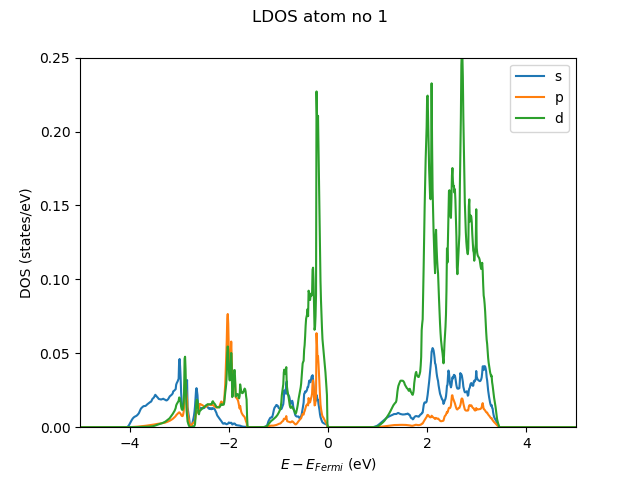 LDOS atom no 1
DOS (states/eV)
0.25
0.20
0.15
0.10
0.05
0.00
−4
−2
0
2
4
E − E_Fermi (eV)
s
p
d